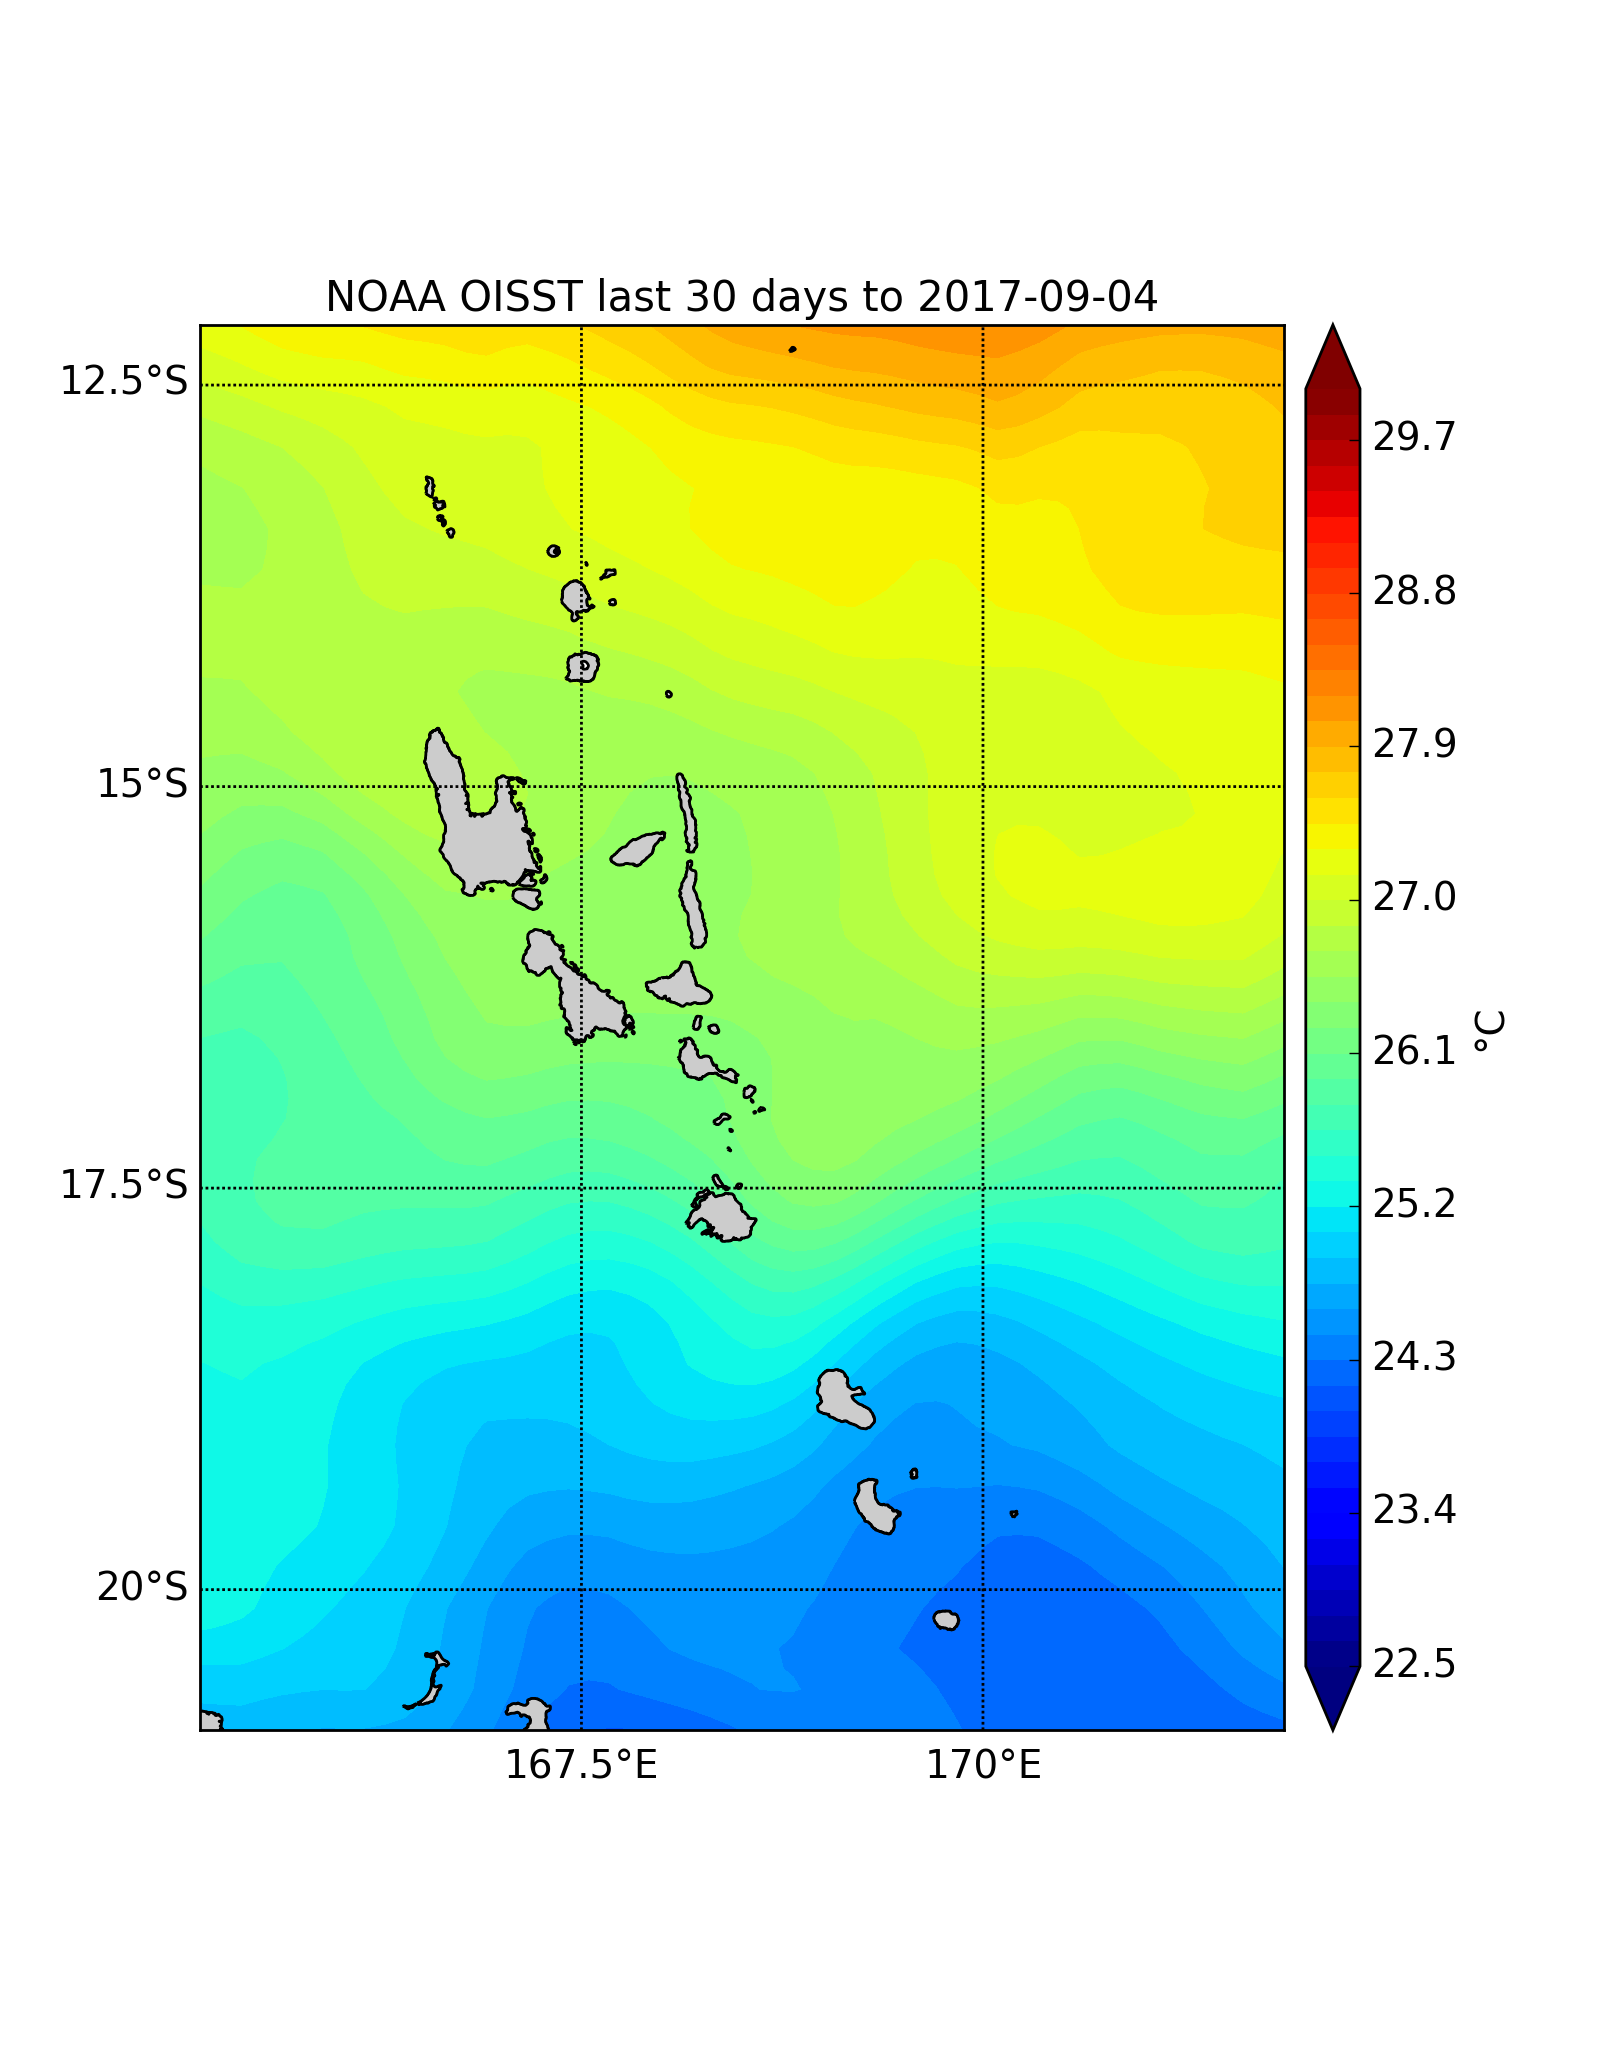 NOAA OISST last 30 days to 2017-09-04
12.5°S
15°S
17.5°S
20°S
167.5°E
170°E
29.7
28.8
27.9
27.0
26.1
25.2
24.3
23.4
22.5
°C